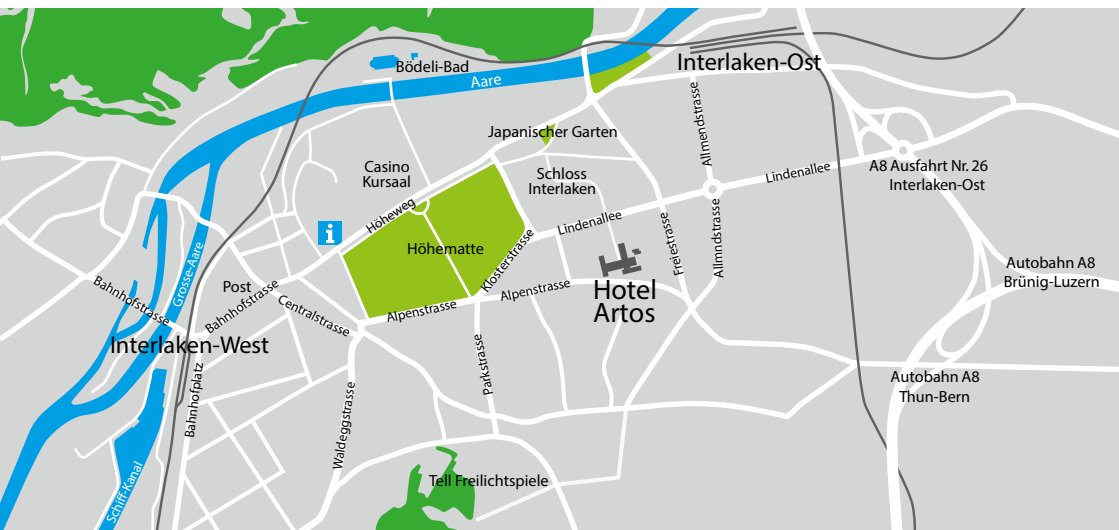 Bödeli-Bad
Aare
Interlaken-Ost
Allmendstrasse
Japanischer Garten
Casino
Kursaal
Schloss
Interlaken
Lindenallee
A8 Ausfahrt Nr. 26
Interlaken-Ost
Höheweg
i
Höhematte
Lindenallee
Klosterstrasse
Freiestrasse
Allmndstrasse
Grosse-Aare
Bahnhofstrasse
Post
Bahnhofstrasse
Centralstrasse
Alpenstrasse
Alpenstrasse
Hotel
Artos
Autobahn A8
Brünig-Luzern
Interlaken-West
Bahnhofplatz
Waldeggstrasse
Parkstrasse
Autobahn A8
Thun-Bern
Schiff-Kanal
Tell Freilichtspiele